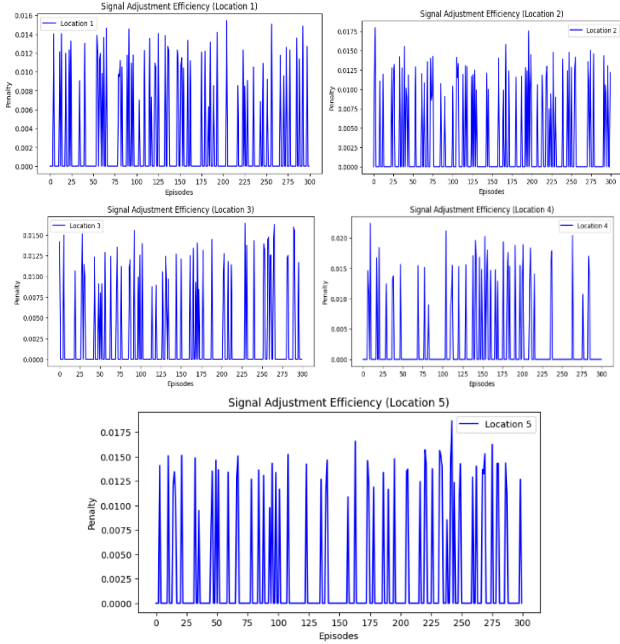 Signal Adjustment Efficiency (Location 1)
0.016
0.014
0.012
0.010
0.008
0.006
0.004
0.002
0.000
Penalty
Location 1
0 25 50 75 100 125 150 175 200 225 250 275 300
Episodes
Signal Adjustment Efficiency (Location 2)
0.0175
0.0150
0.0125
0.0100
0.0075
0.0050
0.0025
0.0000
Penalty
Location 2
0 25 50 75 100 125 150 175 200 225 250 275 300
Episodes
Signal Adjustment Efficiency (Location 3)
0.0150
0.0125
0.0100
0.0075
0.0050
0.0025
0.0000
Penalty
Location 3
0 25 50 75 100 125 150 175 200 225 250 275 300
Episodes
Signal Adjustment Efficiency (Location 4)
0.020
0.015
0.010
0.005
0.000
Penalty
Location 4
0 25 50 75 100 125 150 175 200 225 250 275 300
Episodes
Signal Adjustment Efficiency (Location 5)
0.0175
0.0150
0.0125
0.0100
0.0075
0.0050
0.0025
0.0000
Penalty
Location 5
0 25 50 75 100 125 150 175 200 225 250 275 300
Episodes